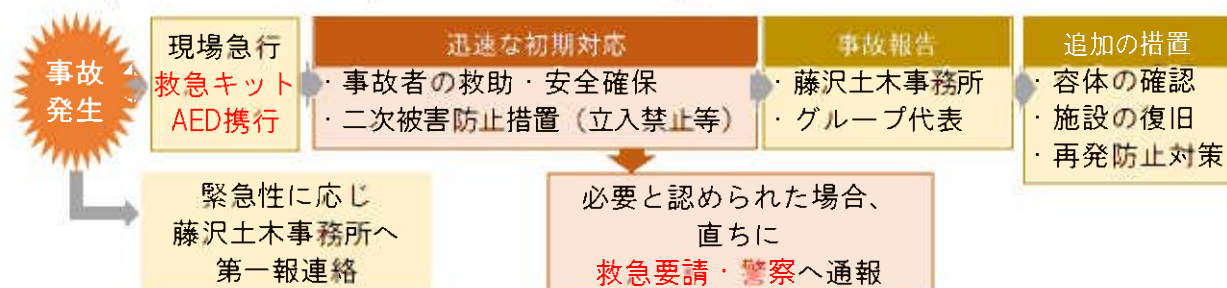 事故
発生
現場急行
救急キット
AED携行
迅速な初期対応
・事故者の救助・安全確保
・二次被害防止措置（立入禁止等）
事故報告
・藤沢土木事務所
・グループ代表
追加の措置
・容体の確認
・施設の復旧
・再発防止対策
緊急性に応じ
藤沢土木事務所へ
第一報連絡
必要と認められた場合、
直ちに
救急要請・警察へ通報